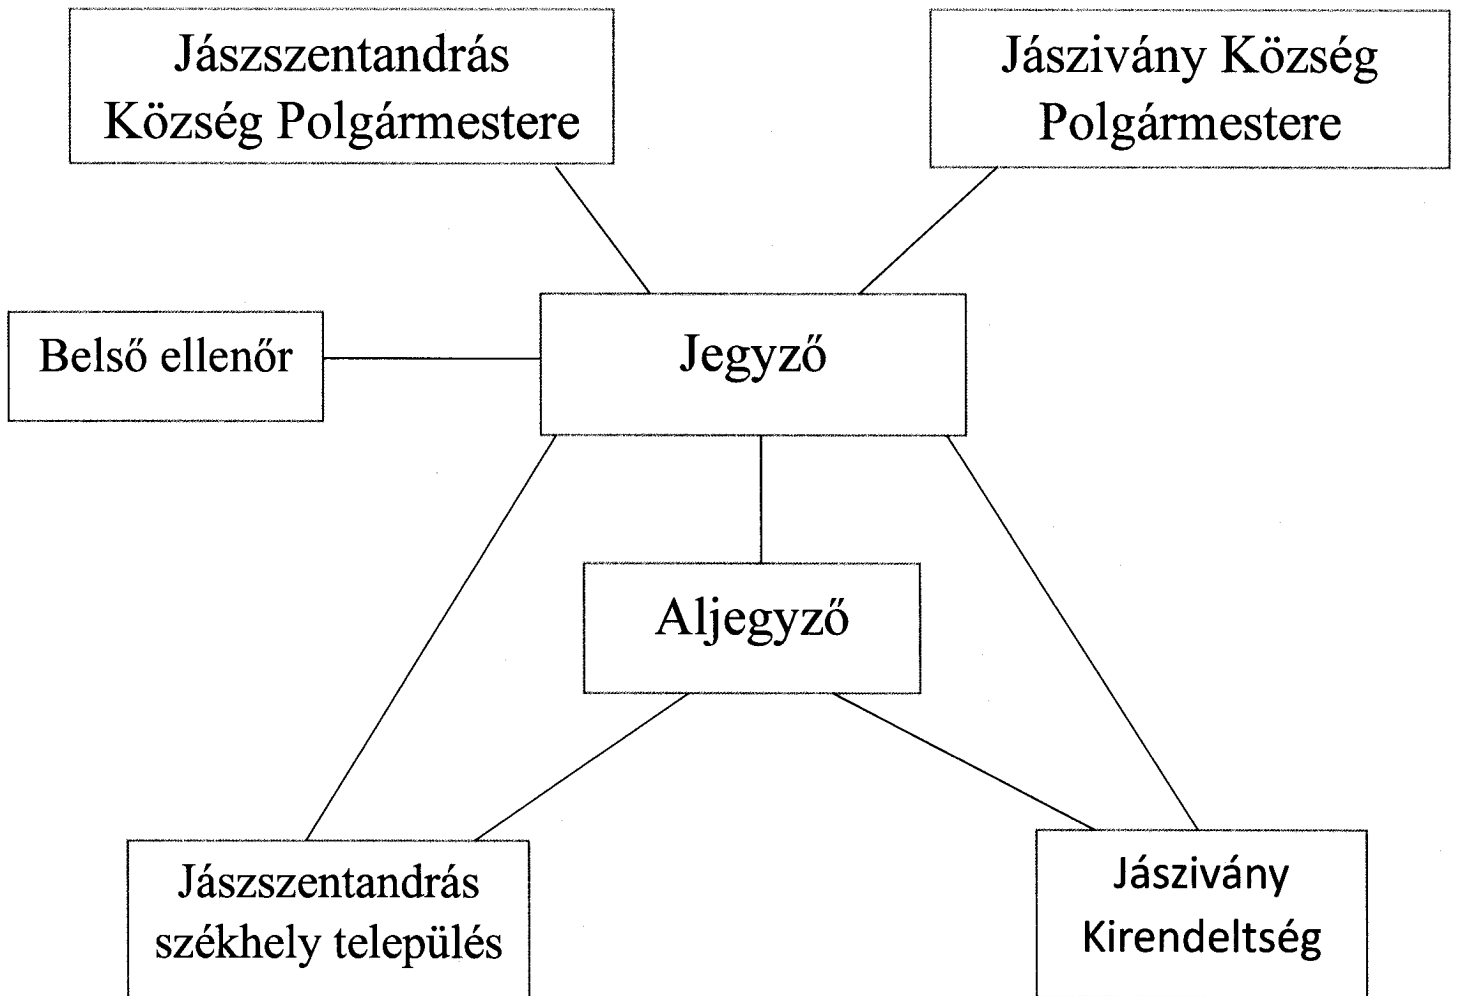 Jászszentandrás
Község Polgármestere
Jászivány Község
Polgármestere
Belső ellenőr
Jegyző
Aljegyző
Jászszentandrás
székhely település
Jászivány
Kirendeltség